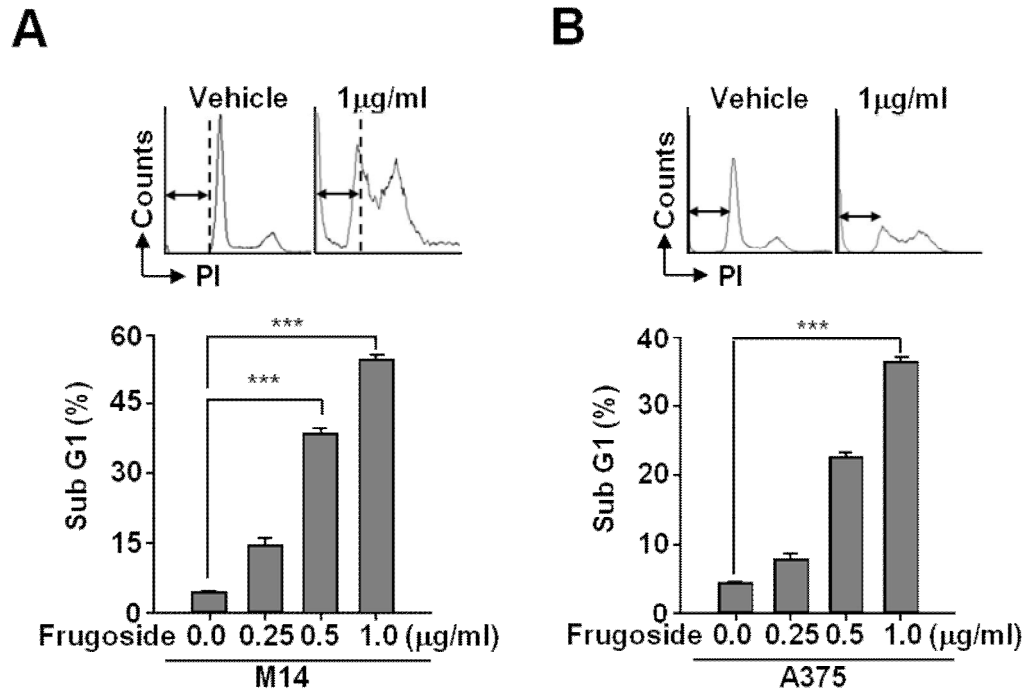 A
B
Vehicle 1μg/ml
Counts
PI
Vehicle 1μg/ml
Counts
PI
60
45
30
15
0
Sub G1 (%)
***
***
Frugoside 0.0 0.25 0.5 1.0 (μg/ml)
M14
40
30
20
10
0
Sub G1 (%)
***
Frugoside 0.0 0.25 0.5 1.0 (μg/ml)
A375